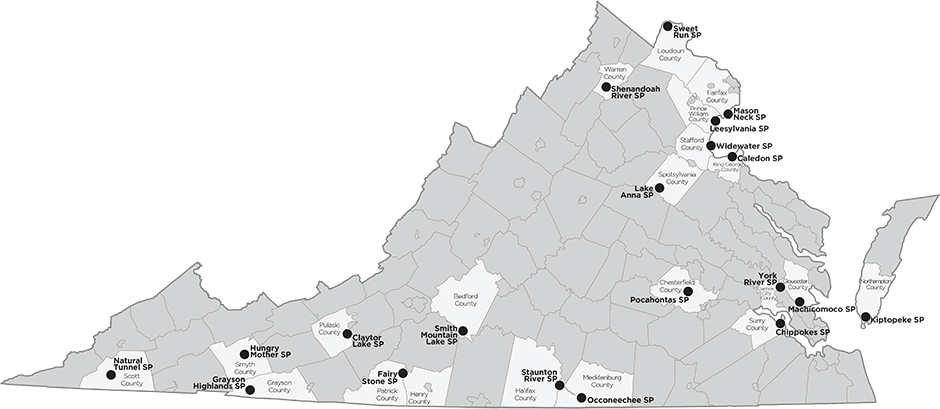 Sweet
Run SP
Loudoun
County
Warren
County
Shenandoah
River SP
Fairfax
County
Prince
William
County
Mason
Neck SP
Leesylvania SP
Stafford
County
Widewater SP
Caledon SP
King George
County
Spotsylvania
County
Lake
Anna SP
Chesterfield
County
Pocahontas SP
York
River SP
Gloucester
County
James
City
County
Machicomoco SP
Northampton
County
Kiptopeke SP
Surry
County
Chippokes SP
Bedford
County
Smith
Mountain
Lake SP
Pulaski
County
Claytor
Lake SP
Hungry
Mother SP
Smyth
County
Natural
Tunnel SP
Scott
County
Grayson
Highlands SP
Grayson
County
Fairy
Stone SP
Patrick
County
Henry
County
Staunton
River SP
Halifax
County
Mecklenburg
County
Occoneechee SP